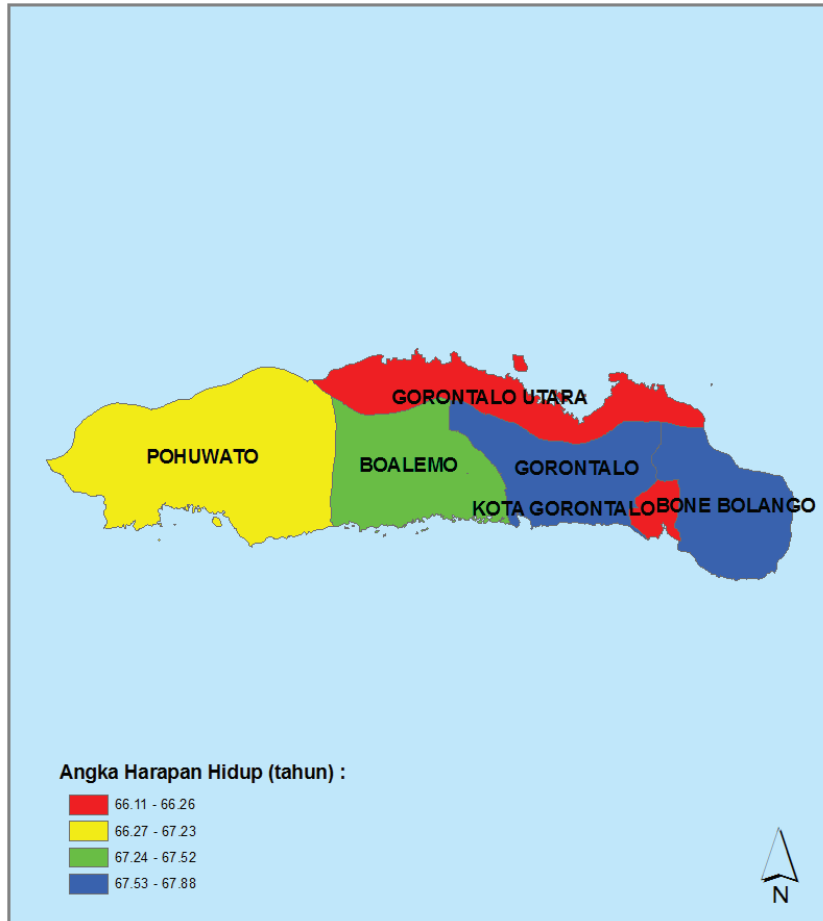 GORONTALO UTARA
POHUWATO
BOALEMO
GORONTALO
KOTA GORONTALO
BONE BOLANGO
Angka Harapan Hidup (tahun) :
66.11 - 66.26
66.27 - 67.23
67.24 - 67.52
67.53 - 67.88
N